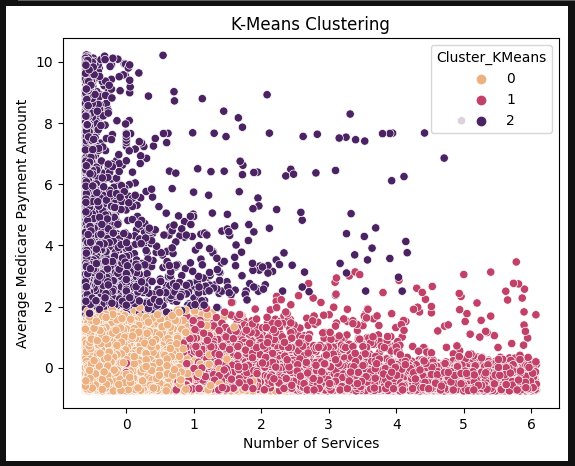 K-Means Clustering
Cluster_KMeans
0
1
2
10
8
6
4
2
0
Average Medicare Payment Amount
0 1 2 3 4 5 6
Number of Services